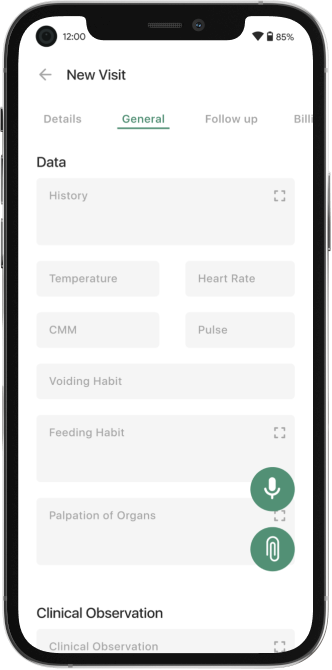 12:00
85%
New Visit
Details
General
Follow up
Billi
Data
History
Temperature
Heart Rate
CMM
Pulse
Voiding Habit
Feeding Habit
Palpation of Organs
Clinical Observation
Clinical Observation